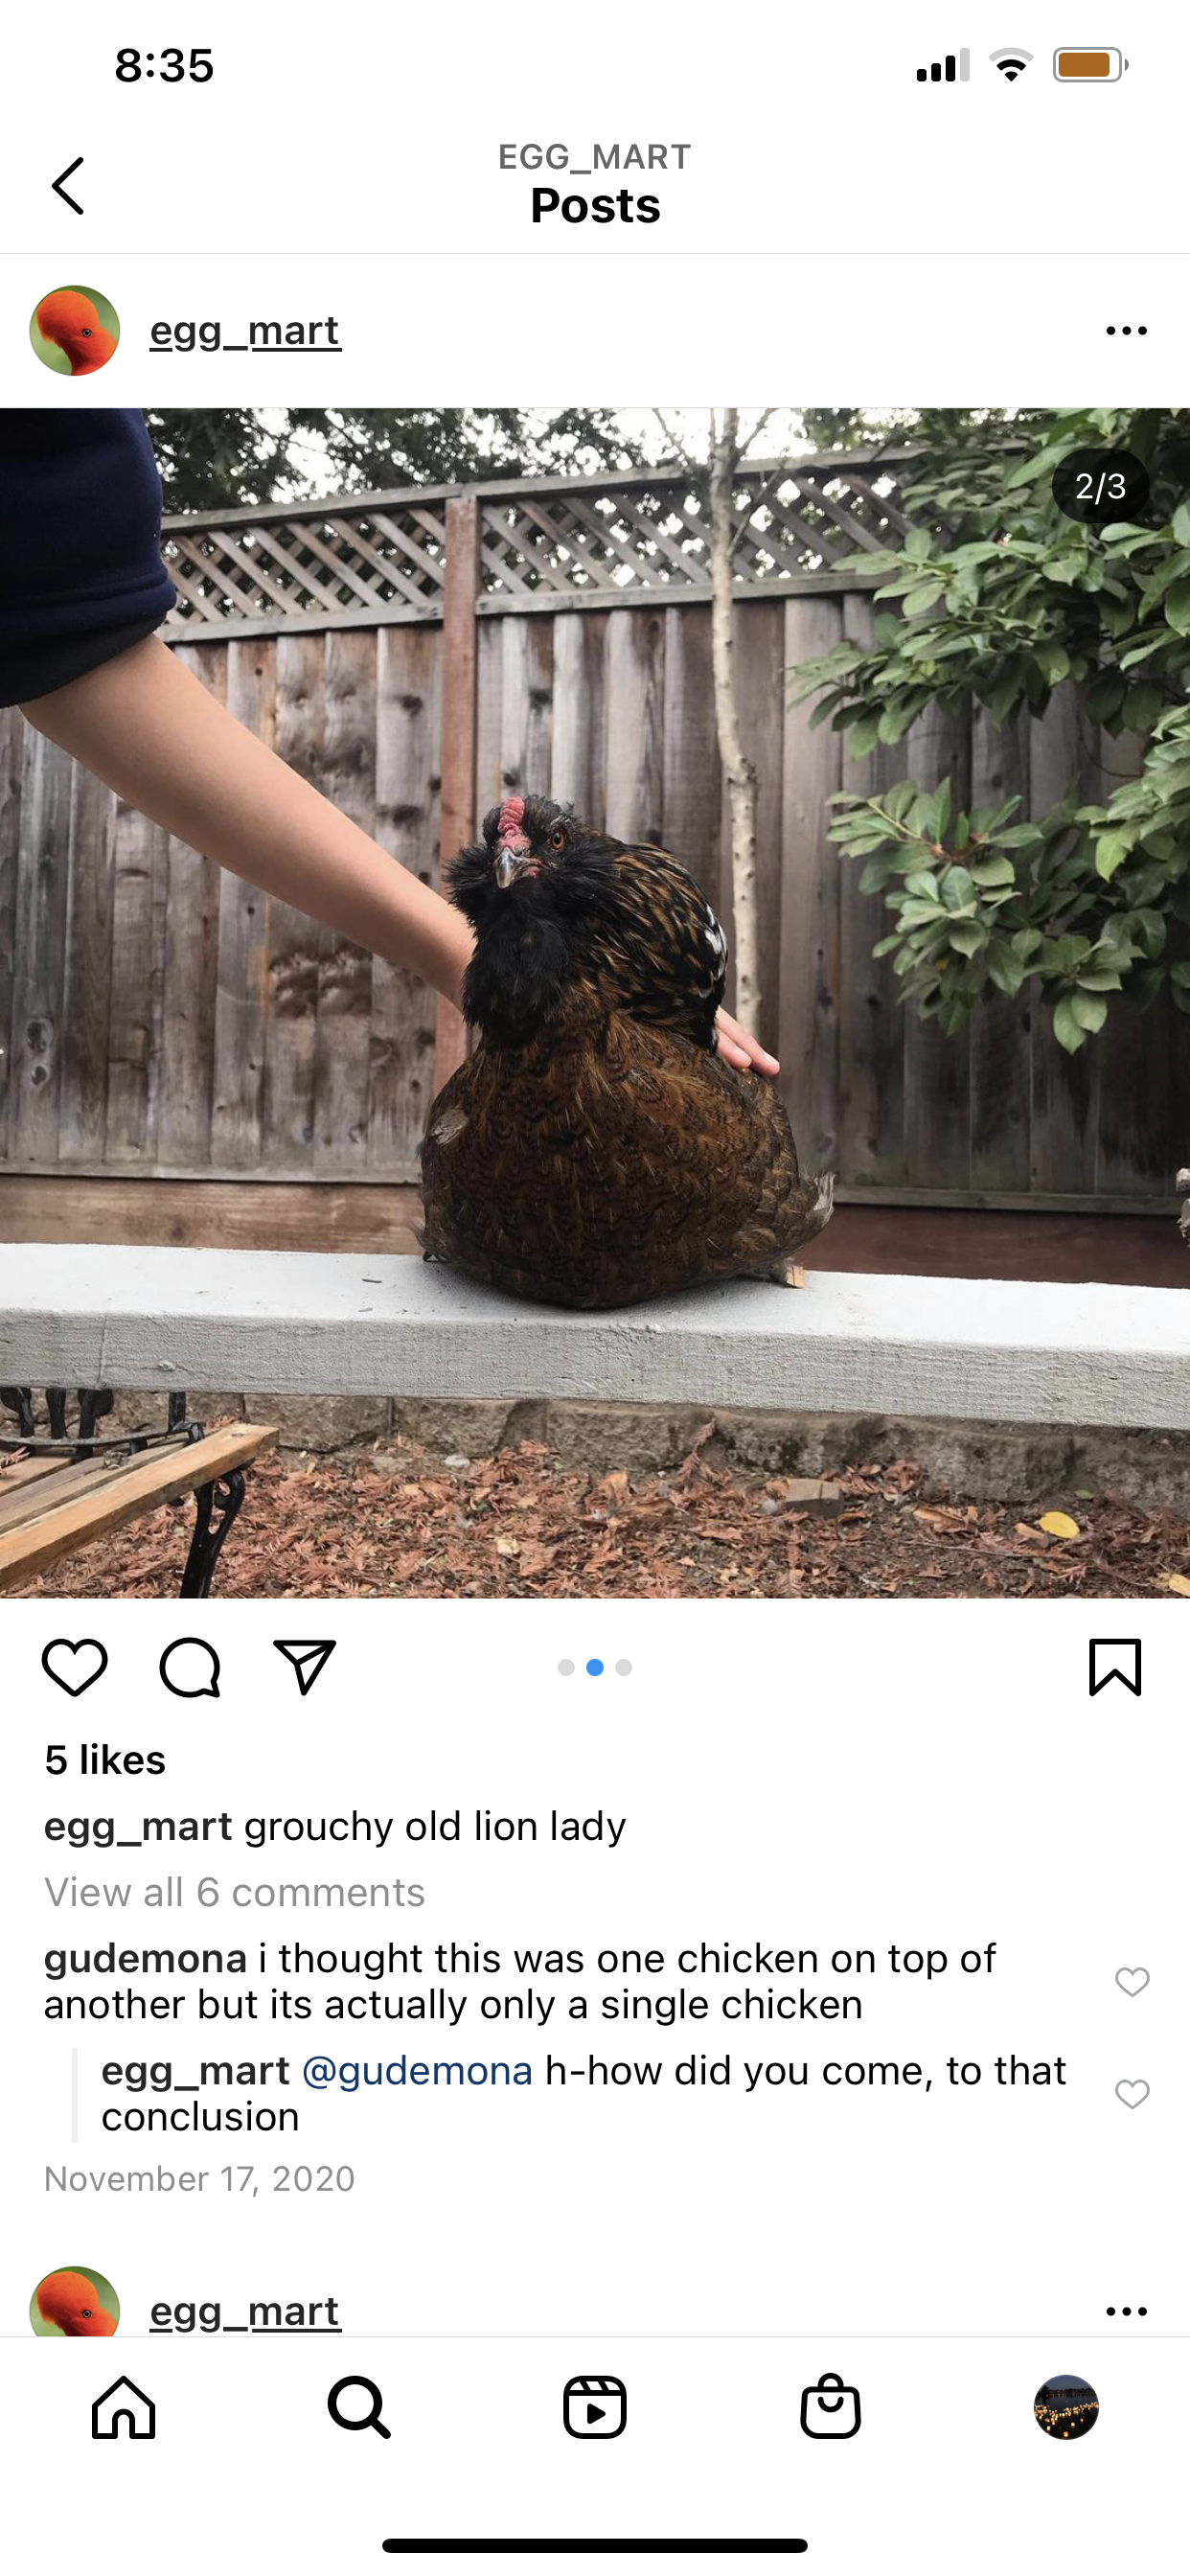 8:35
EGG_MART
Posts
egg_mart
2/3
5 likes
egg_mart grouchy old lion lady
View all 6 comments
gudemona i thought this was one chicken on top of
another but its actually only a single chicken
egg_mart @gudemona h-how did you come, to that
conclusion
November 17, 2020
egg_mart